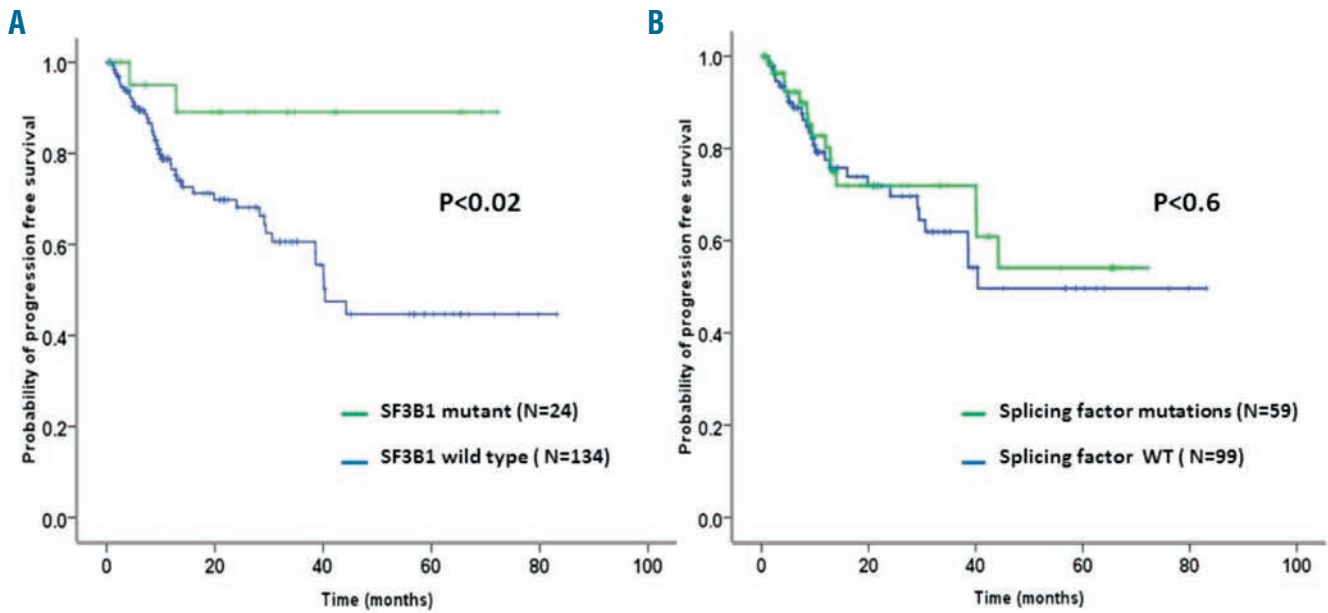 A
Probability of progression free survival
1.0
0.8
0.6
0.4
0.2
0.0
P<0.02
SF3B1 mutant (N=24)
SF3B1 wild type ( N=134)
0 20 40 60 80 100
Time (months)
B
Probability of progression free survival
1.0
0.8
0.6
0.4
0.2
0.0
P<0.6
Splicing factor mutations (N=59)
Splicing factor WT ( N=99)
0 20 40 60 80 100
Time (months)